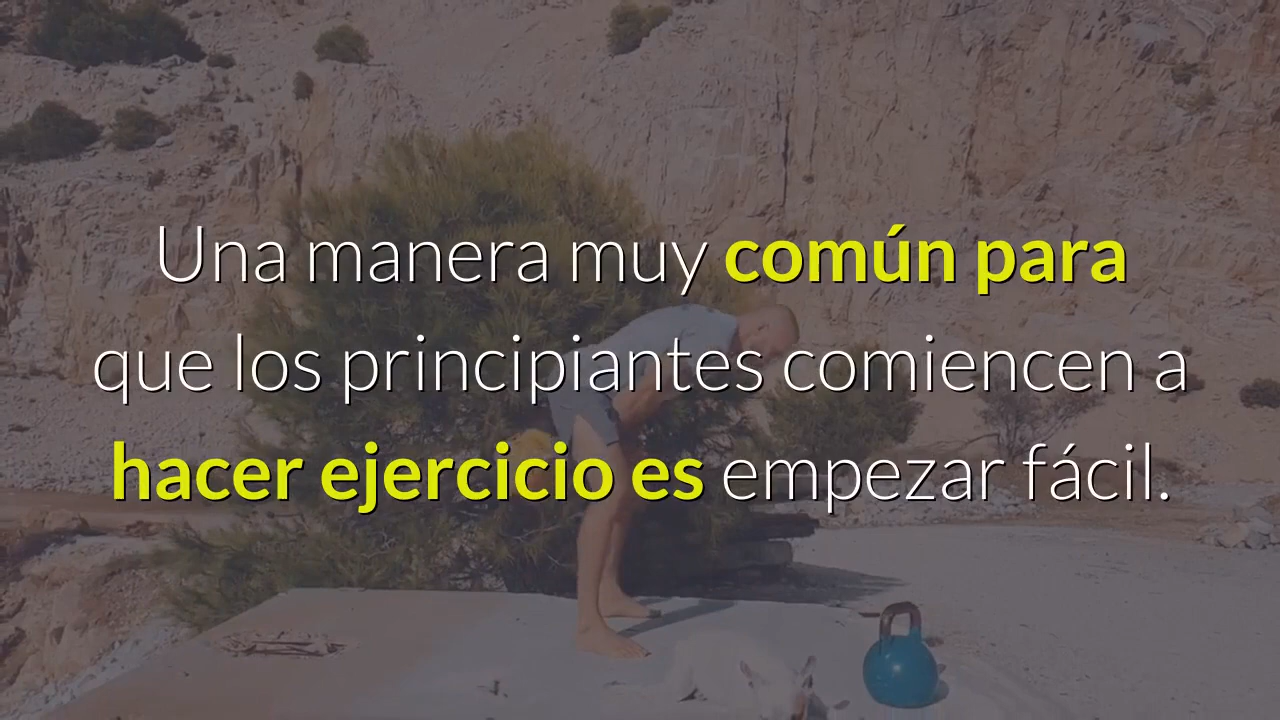 Una manera muy común para
que los principiantes comiencen a
hacer ejercicio es empezar fácil.